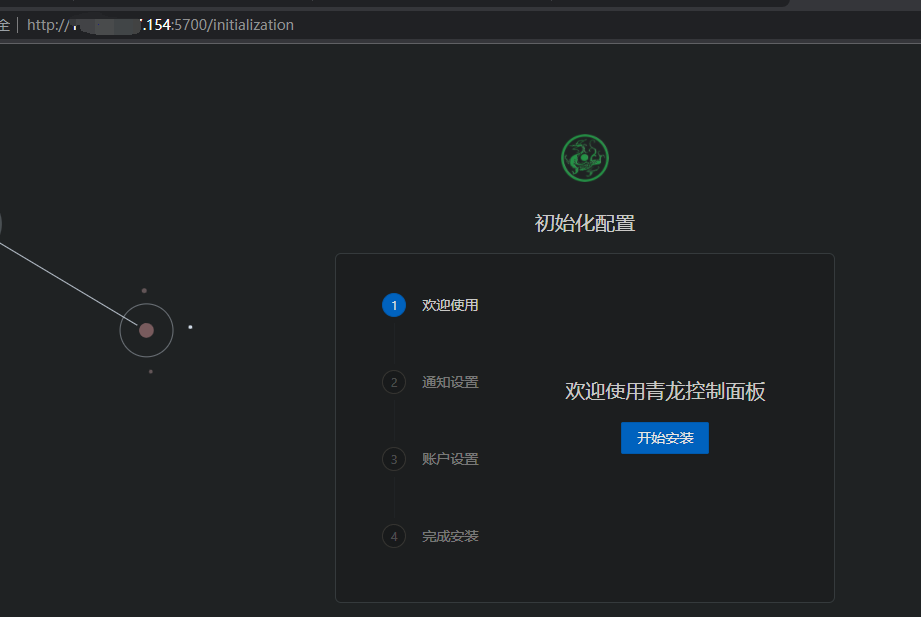 全 | http:// .154:5700/initialization
初始化配置
1 欢迎使用
2 通知设置
欢迎使用青龙控制面板
开始安装
3 账户设置
4 完成安装